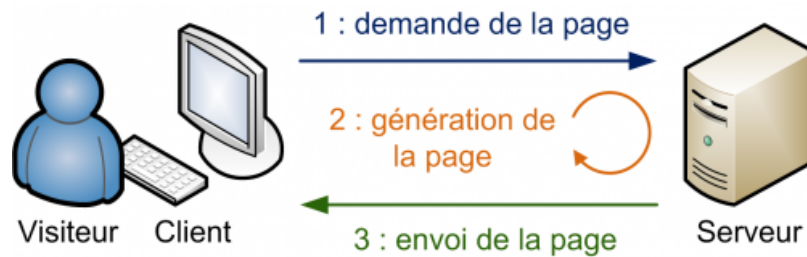 1 : demande de la page
2 : génération de
la page
3 : envoi de la page
Visiteur
Client
Serveur